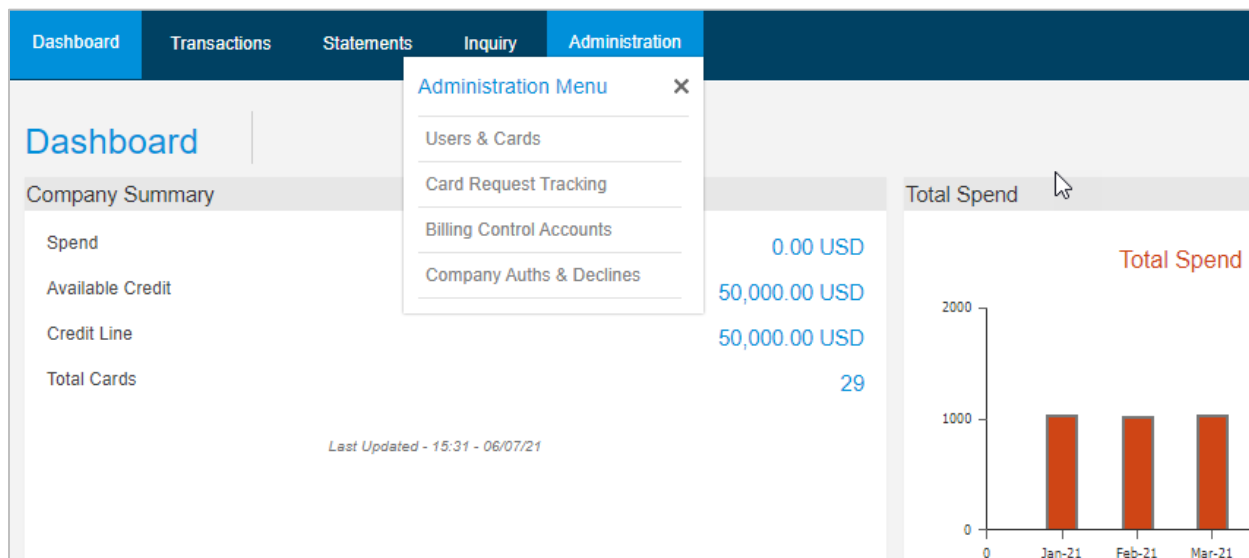 Dashboard Transactions Statements Inquiry Administration
Administration Menu
Users & Cards
Card Request Tracking
Billing Control Accounts
Company Auths & Declines
Dashboard
Company Summary
Spend 0.00 USD
Available Credit 50,000.00 USD
Credit Line 50,000.00 USD
Total Cards 29
Last Updated - 15:31 - 06/07/21
Total Spend
Total Spend
2000
1000
0
0 Jan-21 Feb-21 Mar-21